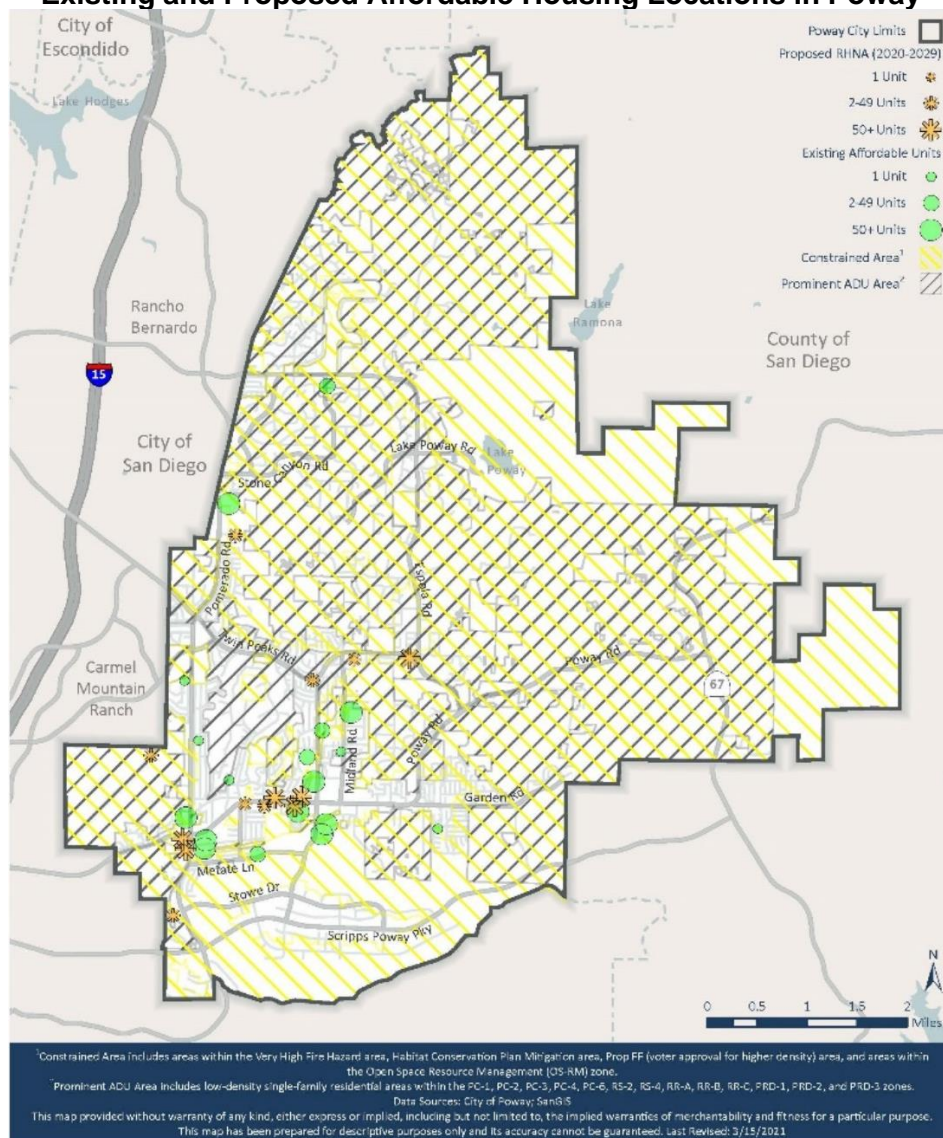 Existing and Proposed Affordable Housing Locations in Poway
City of
Escondido
Lake Hodges
Poway City Limits
Proposed RHNA (2020-2029)
1 Unit
2-49 Units
50+ Units
Existing Affordable Units
1 Unit
2-49 Units
50+ Units
Constrained Area¹
Prominent ADU Area²
Rancho
Bernardo
15
Lake
Ramona
County of
San Diego
City of
San Diego
Lake Poway Rd
Lake
Poway
Stone Canyon Rd
Pomerado Rd
Espola Rd
Twin Peaks Rd
Poway Rd
67
Carmel
Mountain
Ranch
Midland Rd
Poway Rd
Garden Rd
Metate Ln
Stowe Dr
Scripps Poway Pky
N
0 0.5 1 1.5 2
Miles
¹Constrained Area includes areas within the Very High Fire Hazard area, Habitat Conservation Plan Mitigation area, Prop FF (voter approval for higher density) area, and areas within
the Open Space Resource Management (OS-RM) zone.
²Prominent ADU Area includes low-density single-family residential areas within the PC-1, PC-2, PC-3, PC-4, PC-6, RS-2, RS-4, RR-A, RR-B, RR-C, PRD-1, PRD-2, and PRD-3 zones.
Data Sources: City of Poway; SanGIS
This map provided without warranty of any kind, either express or implied, including but not limited to, the implied warranties of merchantability and fitness for a particular purpose.
This map has been prepared for descriptive purposes only and its accuracy cannot be guaranteed. Last Revised: 3/15/2021